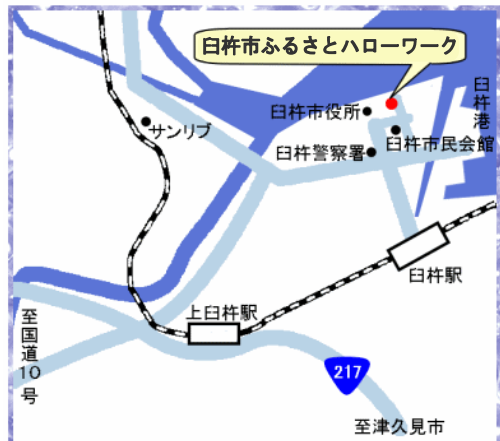 臼杵市ふるさとハローワーク
臼杵港
臼杵市役所
サンリブ
臼杵市民会館
臼杵警察署
臼杵駅
上臼杵駅
至国道10号
217
至津久見市